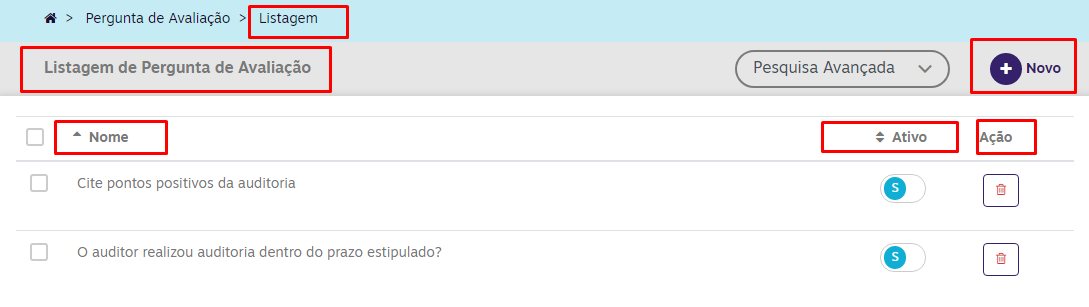 > Pergunta de Avaliação > Listagem
Listagem de Pergunta de Avaliação Pesquisa Avançada Novo
Nome Ativo Ação
Cite pontos positivos da auditoria S
O auditor realizou auditoria dentro do prazo estipulado? S